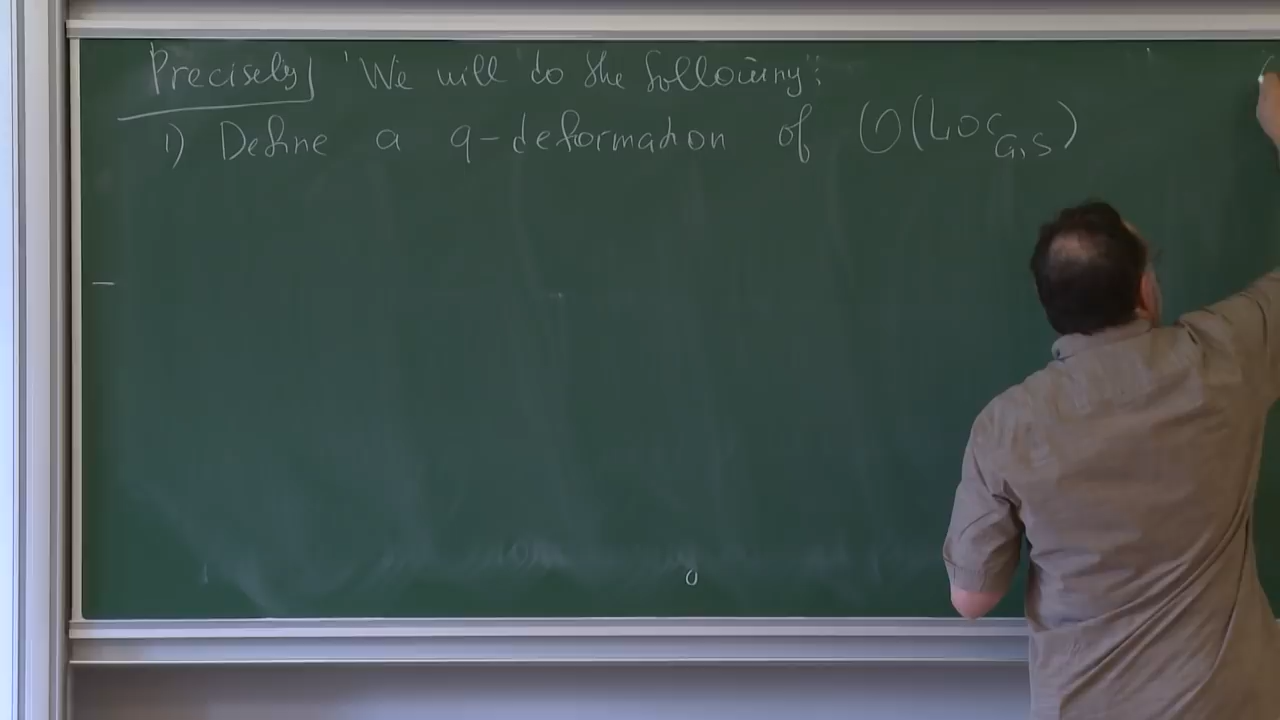 Precisely "We will do the following":
1) Define a q-deformation of O(Loc_{G,S})